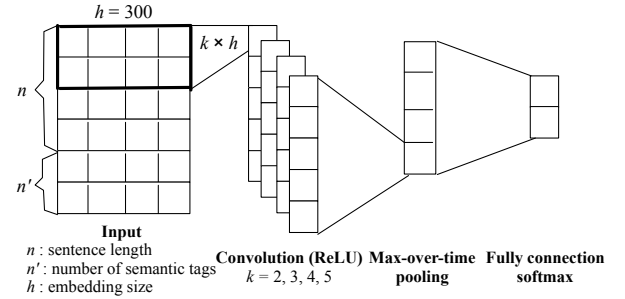 h = 300
k × h
n
n'
Input
n : sentence length
n' : number of semantic tags
h : embedding size
Convolution (ReLU)
k = 2, 3, 4, 5
Max-over-time
pooling
Fully connection
softmax